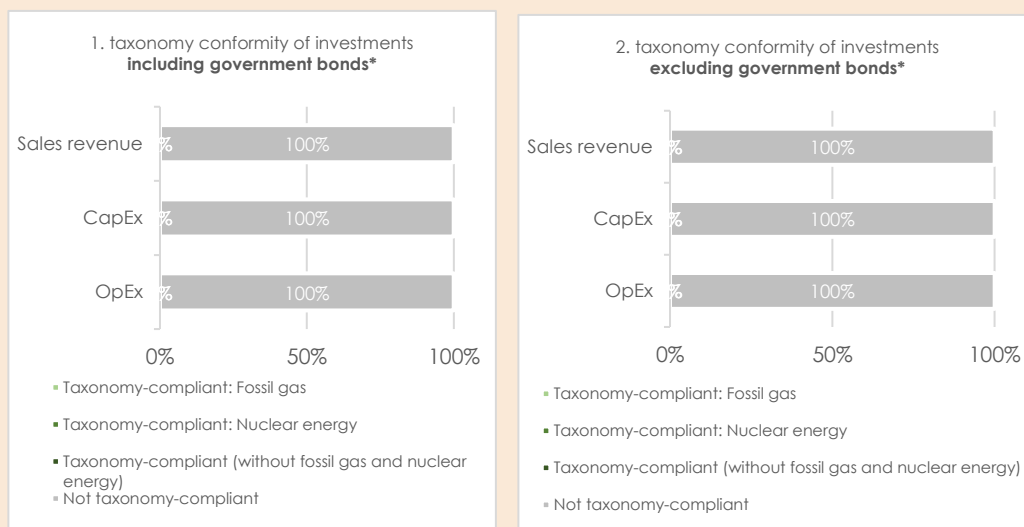 1. taxonomy conformity of investments
including government bonds*
Sales revenue
%
100%
CapEx
%
100%
OpEx
%
100%
0%
50%
100%
Taxonomy-compliant: Fossil gas
Taxonomy-compliant: Nuclear energy
Taxonomy-compliant (without fossil gas and nuclear
energy)
Not taxonomy-compliant
2. taxonomy conformity of investments
excluding government bonds*
Sales revenue
%
100%
CapEx
%
100%
OpEx
%
100%
0%
50%
100%
Taxonomy-compliant: Fossil gas
Taxonomy-compliant: Nuclear energy
Taxonomy-compliant (without fossil gas and nuclear energy)
Not taxonomy-compliant